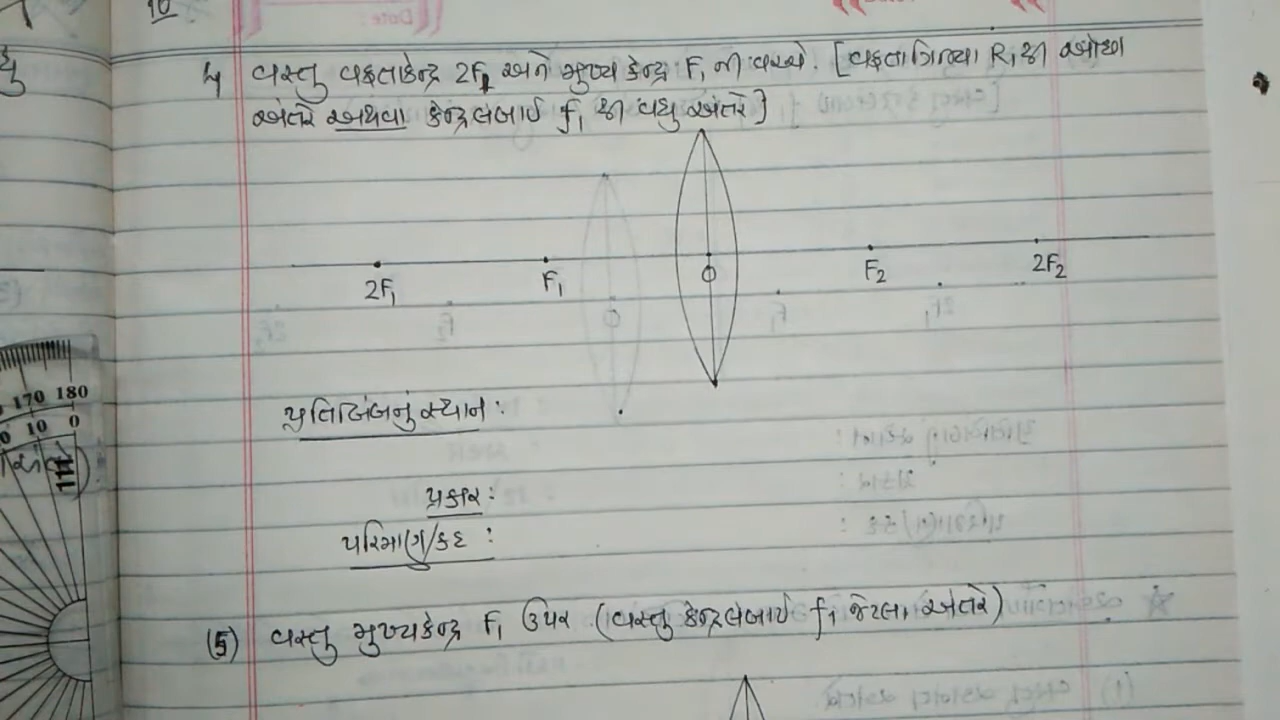 10
Date:
4 વસ્તુ વક્રતાકેન્દ્ર 2F1 અને મુખ્ય કેન્દ્ર F1 ની વચ્ચે. [વક્રતાત્રિજ્યા R1 થી ઓછા
અંતરે અથવા કેન્દ્રલંબાઈ f1 થી વધુ અંતરે]
2F1 F1 O F2 2F2
પ્રતિબિંબનું સ્થાન:
170 180
10 0
પ્રકાર:
પરિમાણ/કદ :
(5) વસ્તુ મુખ્યકેન્દ્ર F1 ઉપર (વસ્તુ કેન્દ્રલંબાઈ f1 જેટલા અંતરે)